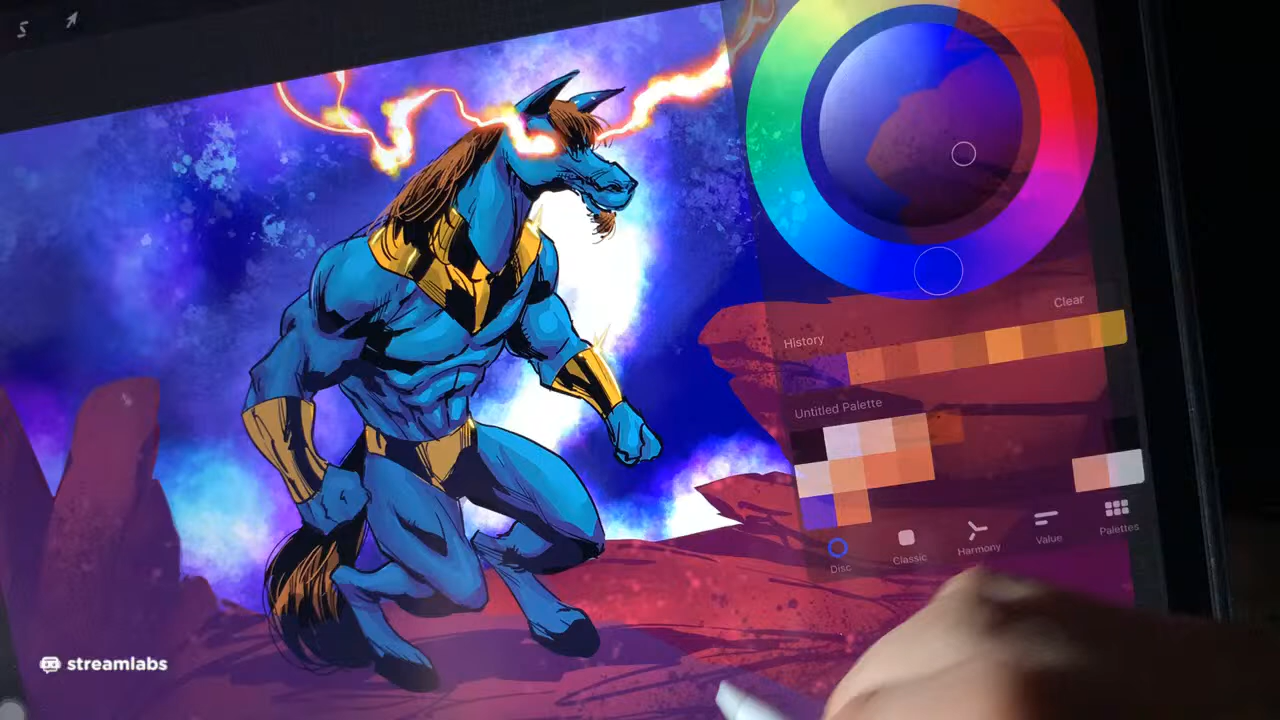 Clear
History
Untitled Palette
Disc
Classic
Harmony
Value
Palettes
streamlabs